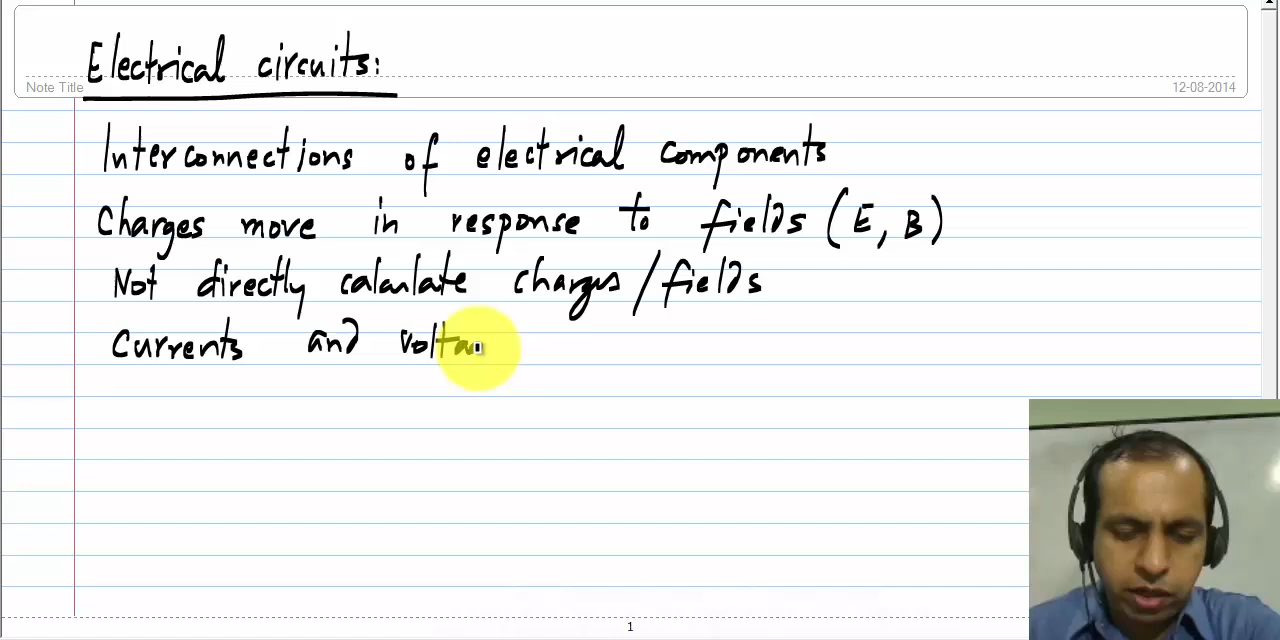 Electrical circuits:
Note Title
12-08-2014
Interconnections of electrical components
Charges move in response to fields (E, B)
Not directly calculate charges/fields
Currents and volta
1